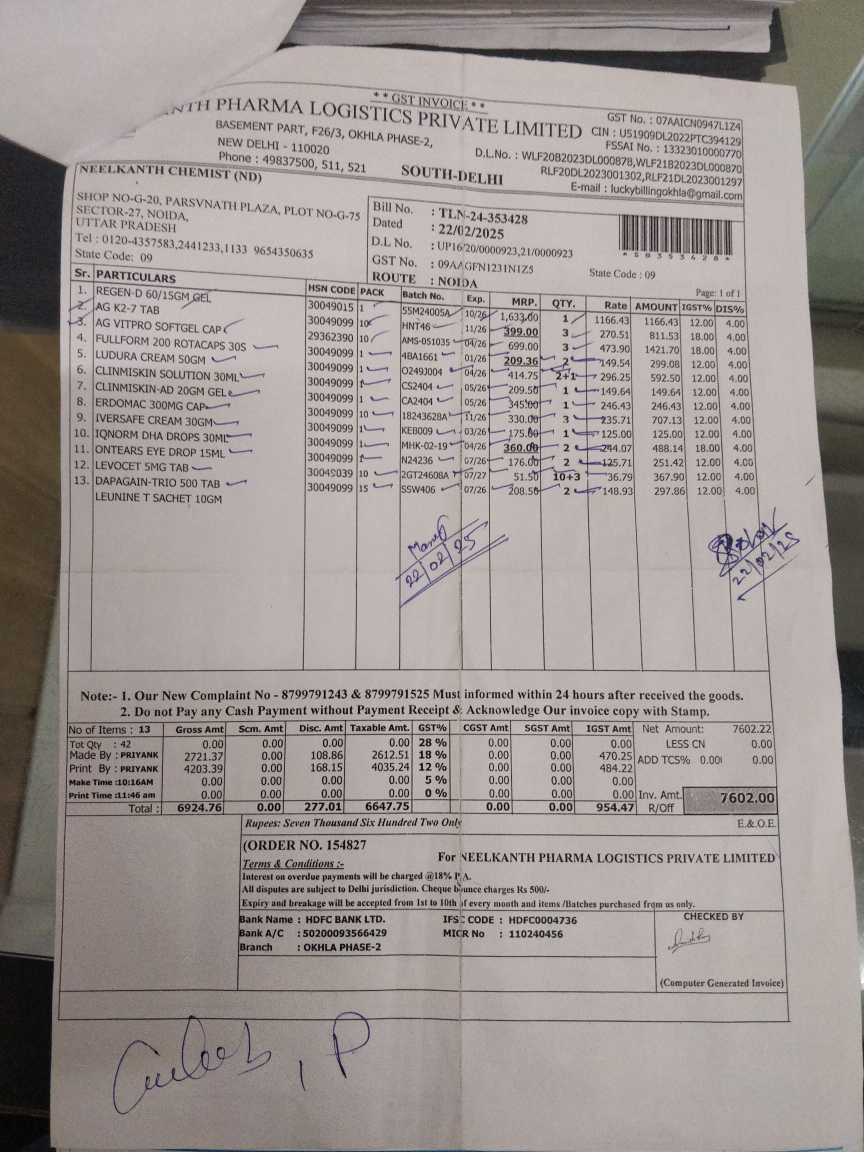 * * GST INVOICE * *
NTH PHARMA LOGISTICS PRIVATE LIMITED
BASEMENT PART, F26/3, OKHLA PHASE-2,
NEW DELHI - 110020
Phone : 49837500, 511, 521
GST No. : 07AAICN0947L1Z4
CIN : U51909DL2022PTC394129
FSSAI No. : 13323010000770
D.L.No. : WLF20B2023DL000878, WLF21B2023DL000870
RLF20DL2023001302, RLF21DL2023001297
E-mail : luckybillingokhla@gmail.com
NEELKANTH CHEMIST (ND) SOUTH-DELHI
SHOP NO-G-20, PARSVNATH PLAZA, PLOT NO-G-75
SECTOR-27, NOIDA,
UTTAR PRADESH
Tel : 0120-4357583,2441233,1133 9654350635
State Code: 09
Bill No. : TLN-24-353428
Dated : 22/02/2025
D.L No. : UP16/20/0000923,21/0000923
GST No. : 09AAGFN1231N1Z5
ROUTE : NOIDA
* S B 3 5 3 4 2 8 *
State Code : 09
Page: 1 of 1
Sr. PARTICULARS HSN CODE PACK Batch No. Exp. MRP. QTY. Rate AMOUNT IGST% DIS%
1. REGEN-D 60/15GM GEL 30049015 1 55M24005A 10/26 1,633.00 1 1166.43 1166.43 12.00 4.00
2. AG K2-7 TAB 30049099 10 HNT46 11/26 399.00 3 270.51 811.53 18.00 4.00
3. AG VITPRO SOFTGEL CAP 29362390 10 AMS-051035 04/26 699.00 3 473.90 1421.70 18.00 4.00
4. FULLFORM 200 ROTACAPS 30S 30049099 1 4BA1661 01/26 209.36 2 149.54 299.08 12.00 4.00
5. LUDURA CREAM 50GM 30049099 1 O249J004 414.75 2+1 296.25 592.50 12.00 4.00
6. CLINMISKIN SOLUTION 30ML 30049099 1 CS2404 05/26 209.50 1 149.64 149.64 12.00 4.00
7. CLINMISKIN-AD 20GM GEL 30049099 1 CA2404 05/26 345.00 1 246.43 246.43 12.00 4.00
8. ERDOMAC 300MG CAP 30049099 10 18243628A 11/26 330.00 3 235.71 707.13 12.00 4.00
9. IVERSAFE CREAM 30GM 30049099 1 KEB009 03/26 175.00 1 125.00 125.00 12.00 4.00
10. IQNORM DHA DROPS 30ML 30049099 1 MHK-02-19 04/26 360.00 2 244.07 488.14 18.00 4.00
11. ONTEARS EYE DROP 15ML 30049099 1 N24236 07/26 176.00 2 125.71 251.42 12.00 4.00
12. LEVOCET 5MG TAB 30049039 10 2GT24608A 07/27 51.50 10+3 36.79 367.90 12.00 4.00
13. DAPAGAIN-TRIO 500 TAB 30049099 15 SSW406 07/26 208.50 2 148.93 297.86 12.00 4.00
LEUNINE T SACHET 10GM
22/02/25
22/02/25
Note:- 1. Our New Complaint No - 8799791243 & 8799791525 Must informed within 24 hours after received the goods.
2. Do not Pay any Cash Payment without Payment Receipt & Acknowledge Our invoice copy with Stamp.
No of Items : 13 Gross Amt Scm. Amt Disc. Amt Taxable Amt. GST% CGST Amt SGST Amt IGST Amt Net Amount: 7602.22
Tot Qty : 42 0.00 0.00 0.00 0.00 28 % 0.00 0.00 0.00 LESS CN 0.00
Made By : PRIYANK 2721.37 0.00 108.86 2612.51 18 % 0.00 0.00 470.25 ADD TCS% 0.00 0.00
Print By : PRIYANK 4203.39 0.00 168.15 4035.24 12 % 0.00 0.00 484.22
Make Time :10:16AM 0.00 0.00 0.00 0.00 5 % 0.00 0.00 0.00
Print Time :11:46 am 0.00 0.00 0.00 0.00 0 % 0.00 0.00 0.00 Inv. Amt. 7602.00
Total : 6924.76 0.00 277.01 6647.75 0.00 0.00 954.47 R/Off
Rupees: Seven Thousand Six Hundred Two Only E.& O.E.
(ORDER NO. 154827
Terms & Conditions :- For NEELKANTH PHARMA LOGISTICS PRIVATE LIMITED
Interest on overdue payments will be charged @18% P.A.
All disputes are subject to Delhi jurisdiction. Cheque bounce charges Rs 500/-
Expiry and breakage will be accepted from 1st to 10th of every month and items /Batches purchased from us only.
Bank Name : HDFC BANK LTD. IFSC CODE : HDFC0004736 CHECKED BY
Bank A/C : 50200093566429 MICR No : 110240456
Branch : OKHLA PHASE-2
(Computer Generated Invoice)